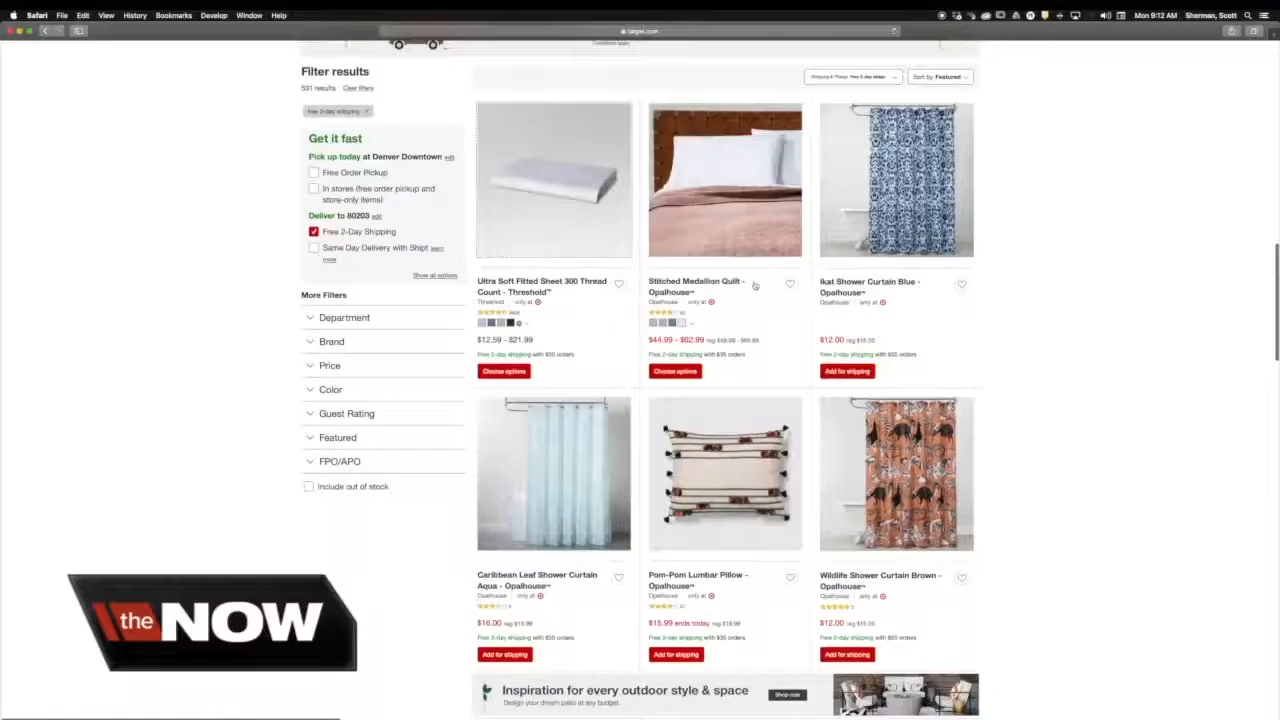 Safari File Edit View History Bookmarks Develop Window Help
Mon 9:12 AM Sherman, Scott
target.com
Filter results
531 results Clear filters
free 2-day shipping
Get it fast
Pick up today at Denver Downtown edit
Free Order Pickup
In stores (free order pickup and
store-only items)
Deliver to 80203 edit
Free 2-Day Shipping
Same Day Delivery with Shipt learn
more
Show all options
More Filters
Department
Brand
Price
Color
Guest Rating
Featured
FPO/APO
Include out of stock
Shipping & Pickup free 2-day shippi
Sort by Featured
Ultra Soft Fitted Sheet 300 Thread
Count - Threshold™
Threshold only at
$12.59 - $21.99
Free 2-day shipping with $35 orders
Choose options
Stitched Medallion Quilt -
Opalhouse™
Opalhouse only at
$44.99 - $62.99
Free 2-day shipping with $35 orders
Choose options
Ikat Shower Curtain Blue -
Opalhouse™
Opalhouse only at
$12.00 reg $15.00
Free 2-day shipping with $35 orders
Add for shipping
Caribbean Leaf Shower Curtain
Aqua - Opalhouse™
Opalhouse only at
$16.00 reg $19.99
Free 2-day shipping with $35 orders
Add for shipping
Pom-Pom Lumbar Pillow -
Opalhouse™
Opalhouse only at
$15.99 ends today reg $19.99
Free 2-day shipping with $35 orders
Add for shipping
Wildlife Shower Curtain Brown -
Opalhouse™
Opalhouse only at
$12.00 reg $15.00
Free 2-day shipping with $35 orders
Add for shipping
Inspiration for every outdoor style & space
Design your dream patio at any budget.
Shop now
the NOW